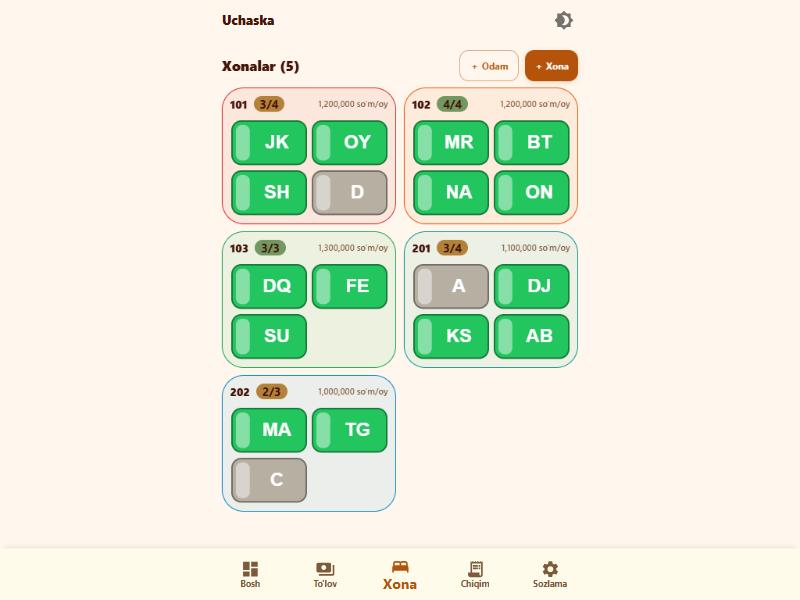 Uchaska
Xonalar (5)
+ Odam
+ Xona
101 3/4 1,200,000 so'm/oy
JK OY
SH D
102 4/4 1,200,000 so'm/oy
MR BT
NA ON
103 3/3 1,300,000 so'm/oy
DQ FE
SU
201 3/4 1,100,000 so'm/oy
A DJ
KS AB
202 2/3 1,000,000 so'm/oy
MA TG
C
Bosh
To'lov
Xona
Chiqim
Sozlama